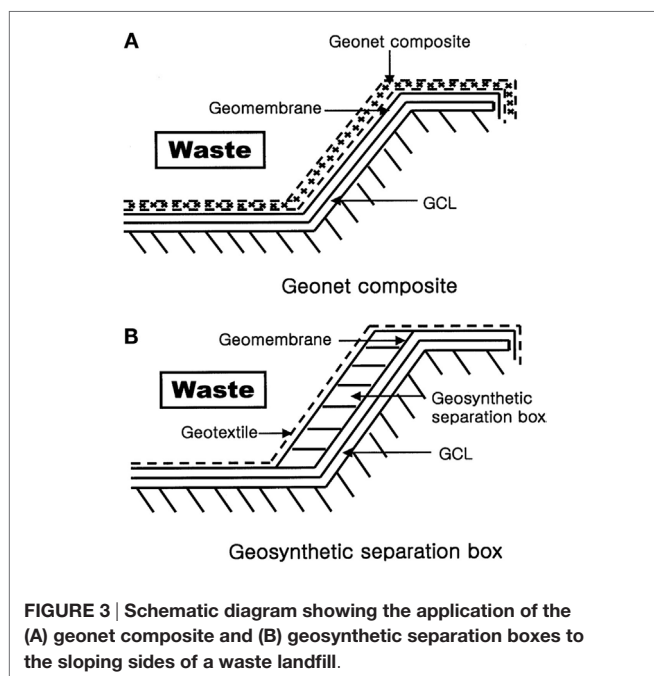 A
Geonet composite
Geomembrane
Waste
GCL
Geonet composite
B
Geomembrane
Waste
Geosynthetic
separation box
Geotextile
GCL
Geosynthetic separation box
FIGURE 3 | Schematic diagram showing the application of the
(A) geonet composite and (B) geosynthetic separation boxes to
the sloping sides of a waste landfill.